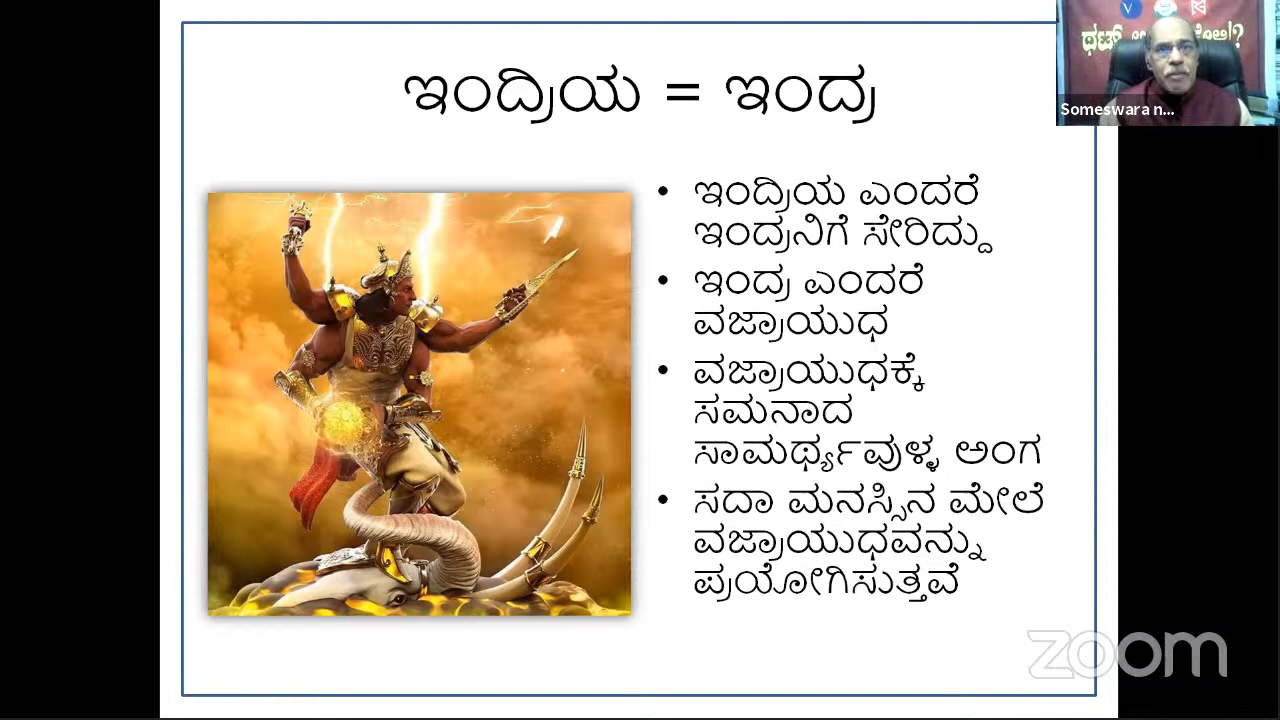 ಇಂದ್ರಿಯ = ಇಂದ್ರ
• ಇಂದ್ರಿಯ ಎಂದರೆ
ಇಂದ್ರನಿಗೆ ಸೇರಿದ್ದು
• ಇಂದ್ರ ಎಂದರೆ
ವಜ್ರಾಯುಧ
• ವಜ್ರಾಯುಧಕ್ಕೆ
ಸಮನಾದ
ಸಾಮರ್ಥ್ಯವುಳ್ಳ ಅಂಗ
• ಸದಾ ಮನಸ್ಸಿನ ಮೇಲೆ
ವಜ್ರಾಯುಧವನ್ನು
ಪ್ರಯೋಗಿಸುತ್ತವೆ
Someswara n...
zoom